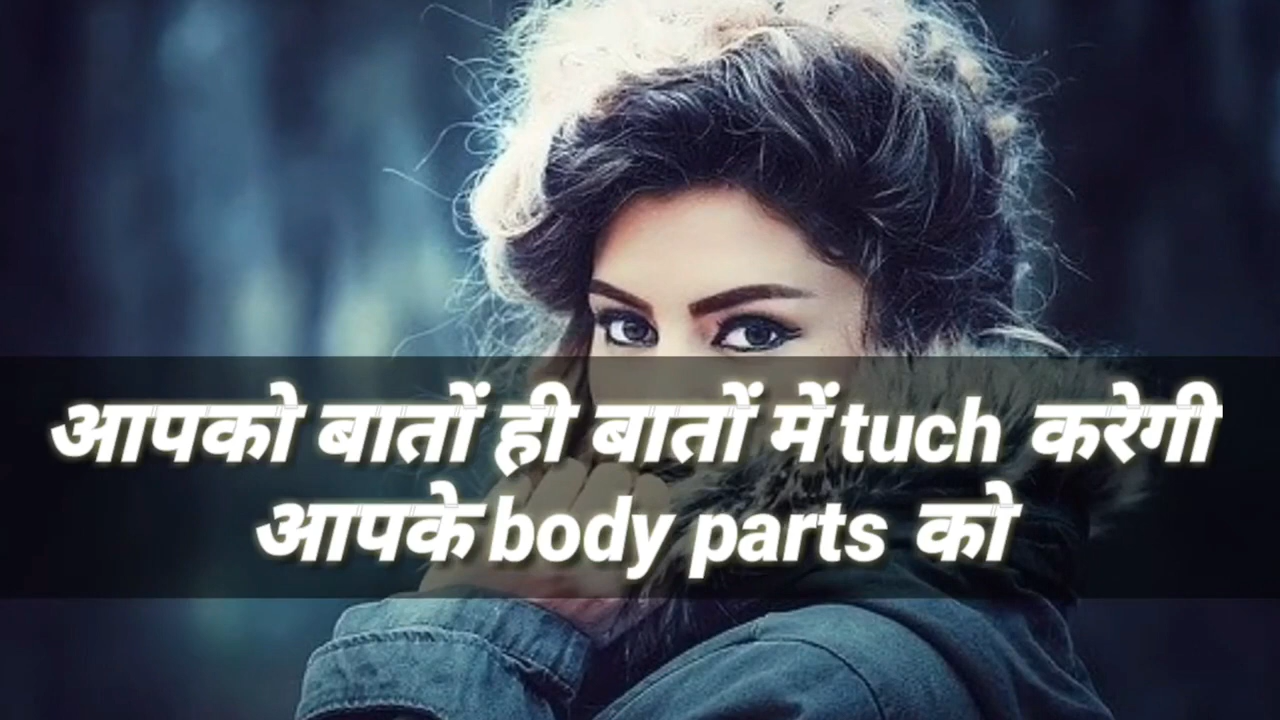 आपको बातों ही बातों में tuch करेगी
आपके body parts को